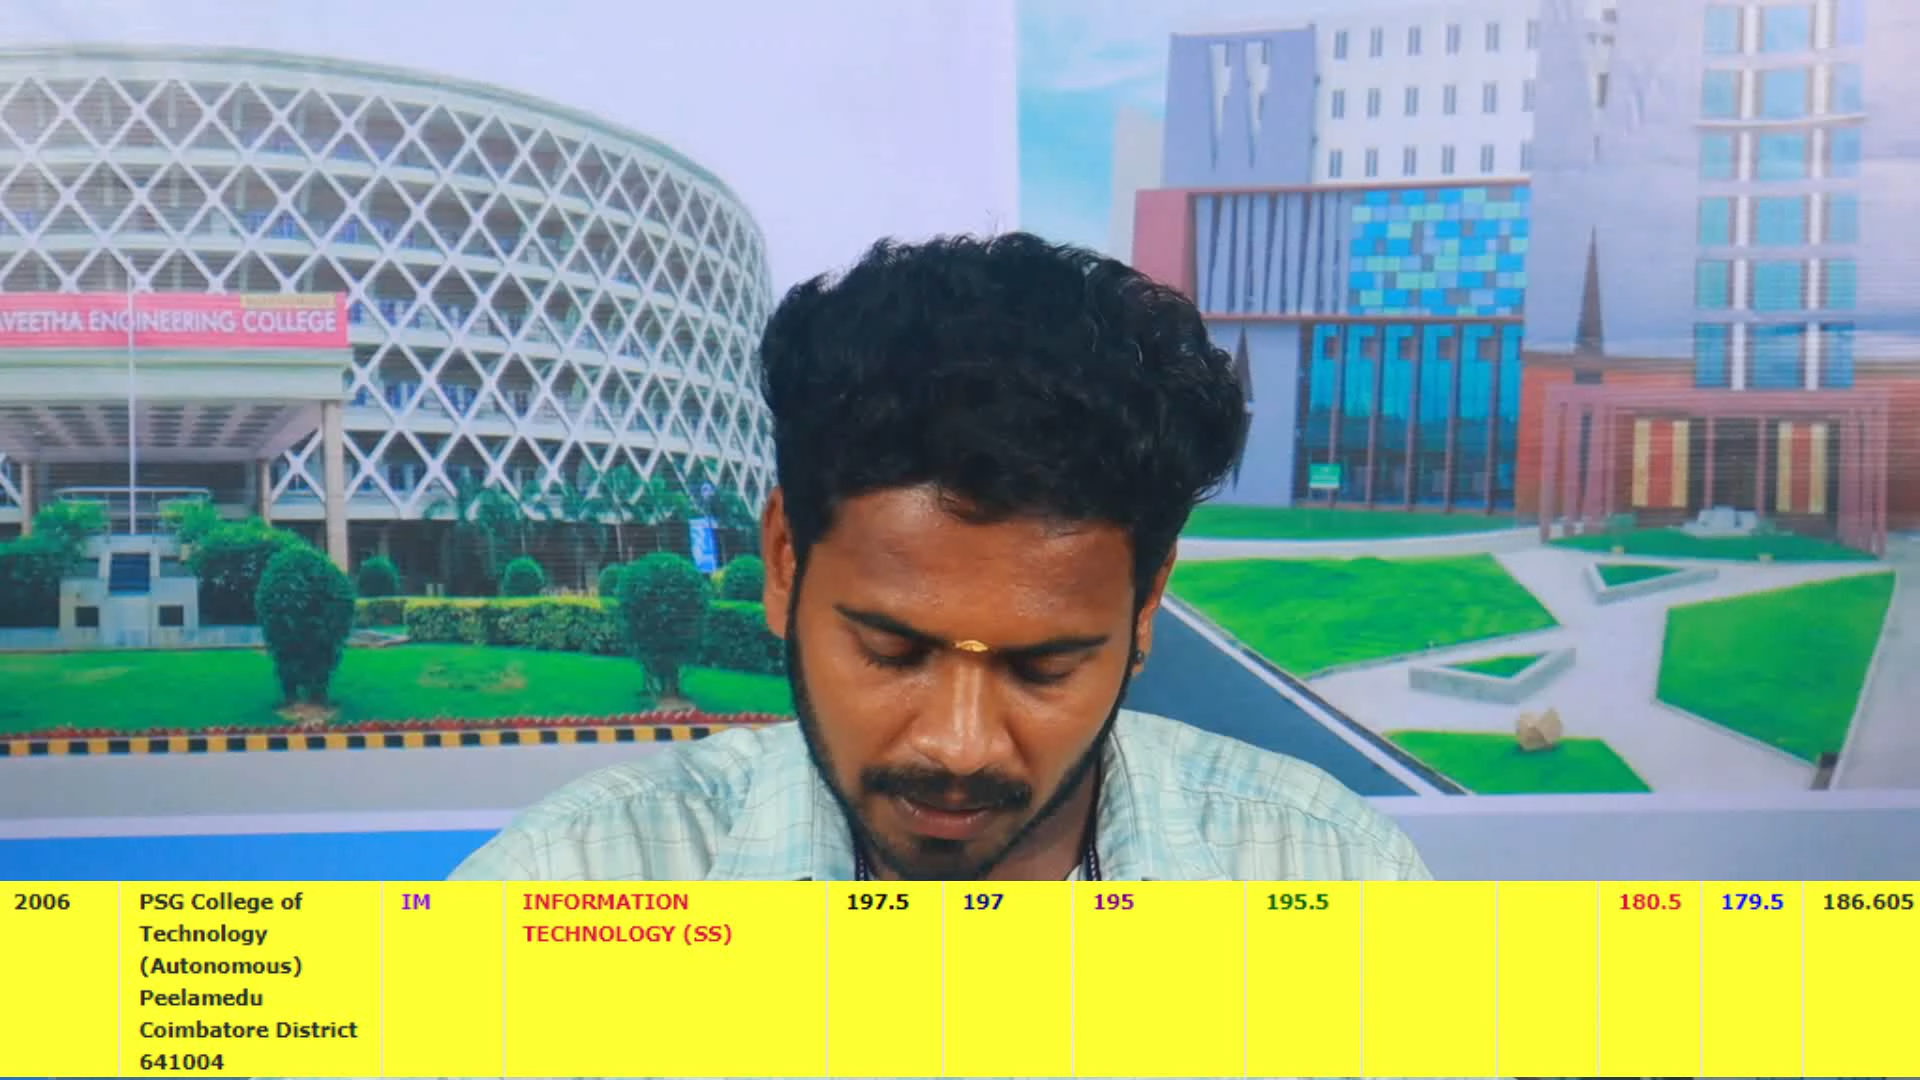 AVEETHA ENGINEERING COLLEGE
2006
PSG College of
Technology
(Autonomous)
Peelamedu
Coimbatore District
641004
IM
INFORMATION
TECHNOLOGY (SS)
197.5
197
195
195.5
180.5
179.5
186.605